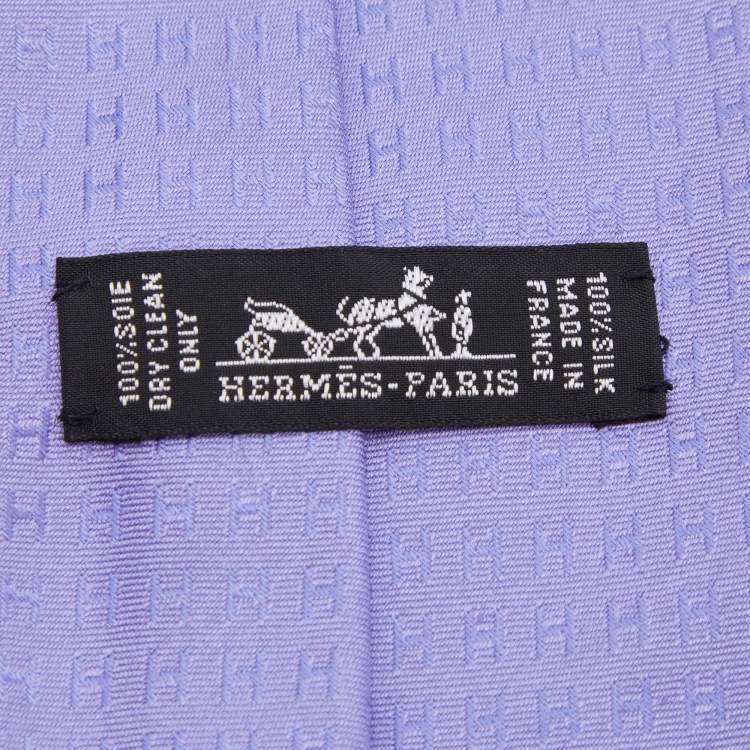 100%SOIE
DRY CLEAN
ONLY
HERMÈS-PARIS
100%SILK
MADE IN
FRANCE